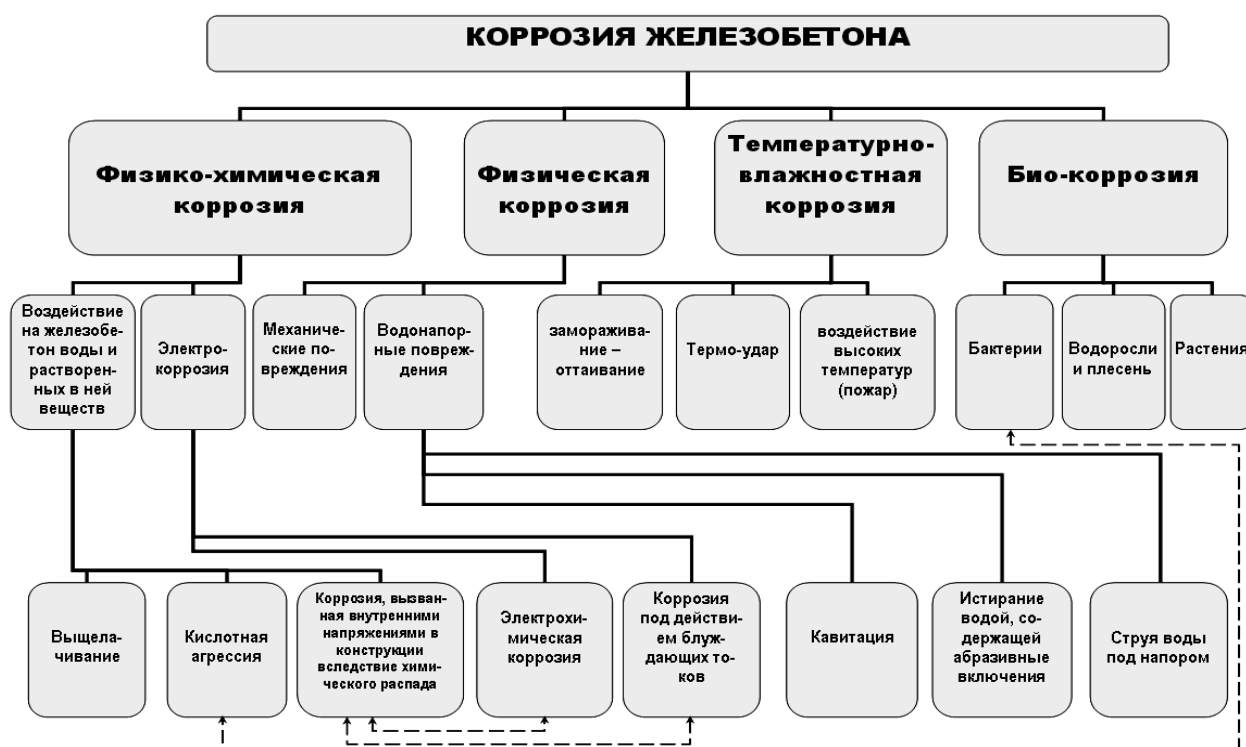 КОРРОЗИЯ ЖЕЛЕЗОБЕТОНА
Физико-химическая
коррозия
Физическая
коррозия
Температурно-
влажностная
коррозия
Био-коррозия
Воздействие
на железобе-
тон воды и
растворен-
ных в ней
веществ
Электро-
коррозия
Механиче-
ские по-
вреждения
Водонапор-
ные повреж-
дения
заморажива-
ние –
оттаивание
Термо-удар
воздействие
высоких
температур
(пожар)
Бактерии
Водоросли
и плесень
Растения
Выщела-
чивание
Кислотная
агрессия
Коррозия, вызван-
ная внутренними
напряжениями в
конструкции
вследствие хими-
ческого распада
Электрохи-
мическая
коррозия
Коррозия
под действи-
ем блуж-
дающих то-
ков
Кавитация
Истирание
водой, со-
держащей
абразивные
включения
Струя воды
под напором